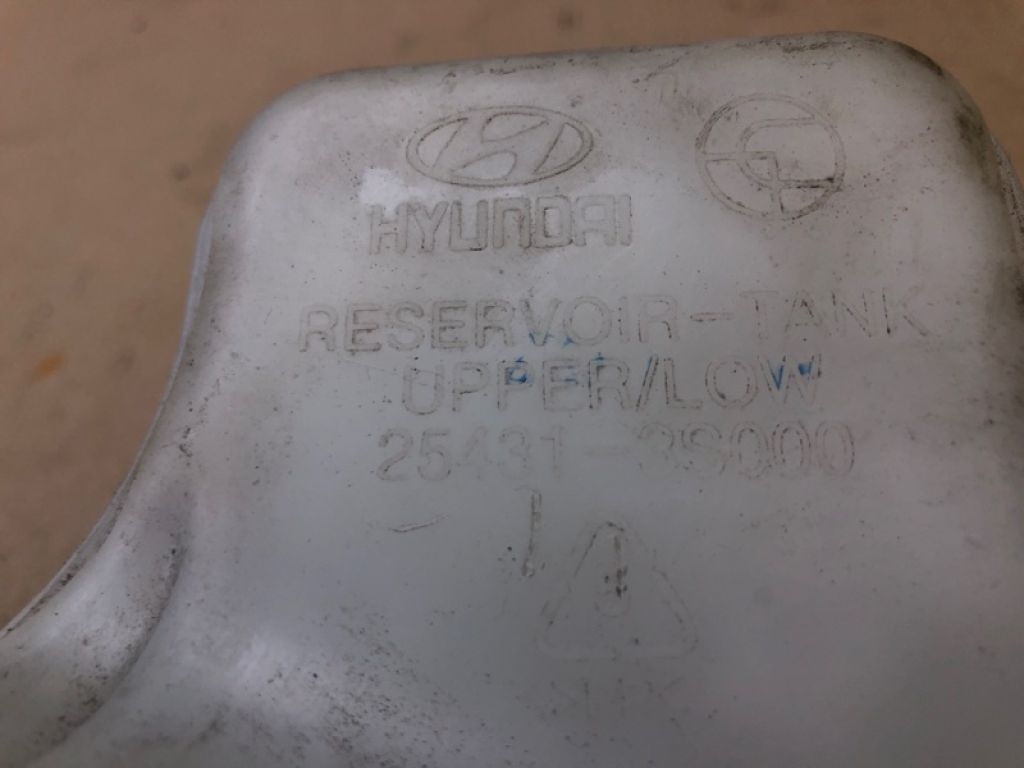 HYUNDAI
RESERVOIR-TANK
UPPER/LOW
25431-3S000